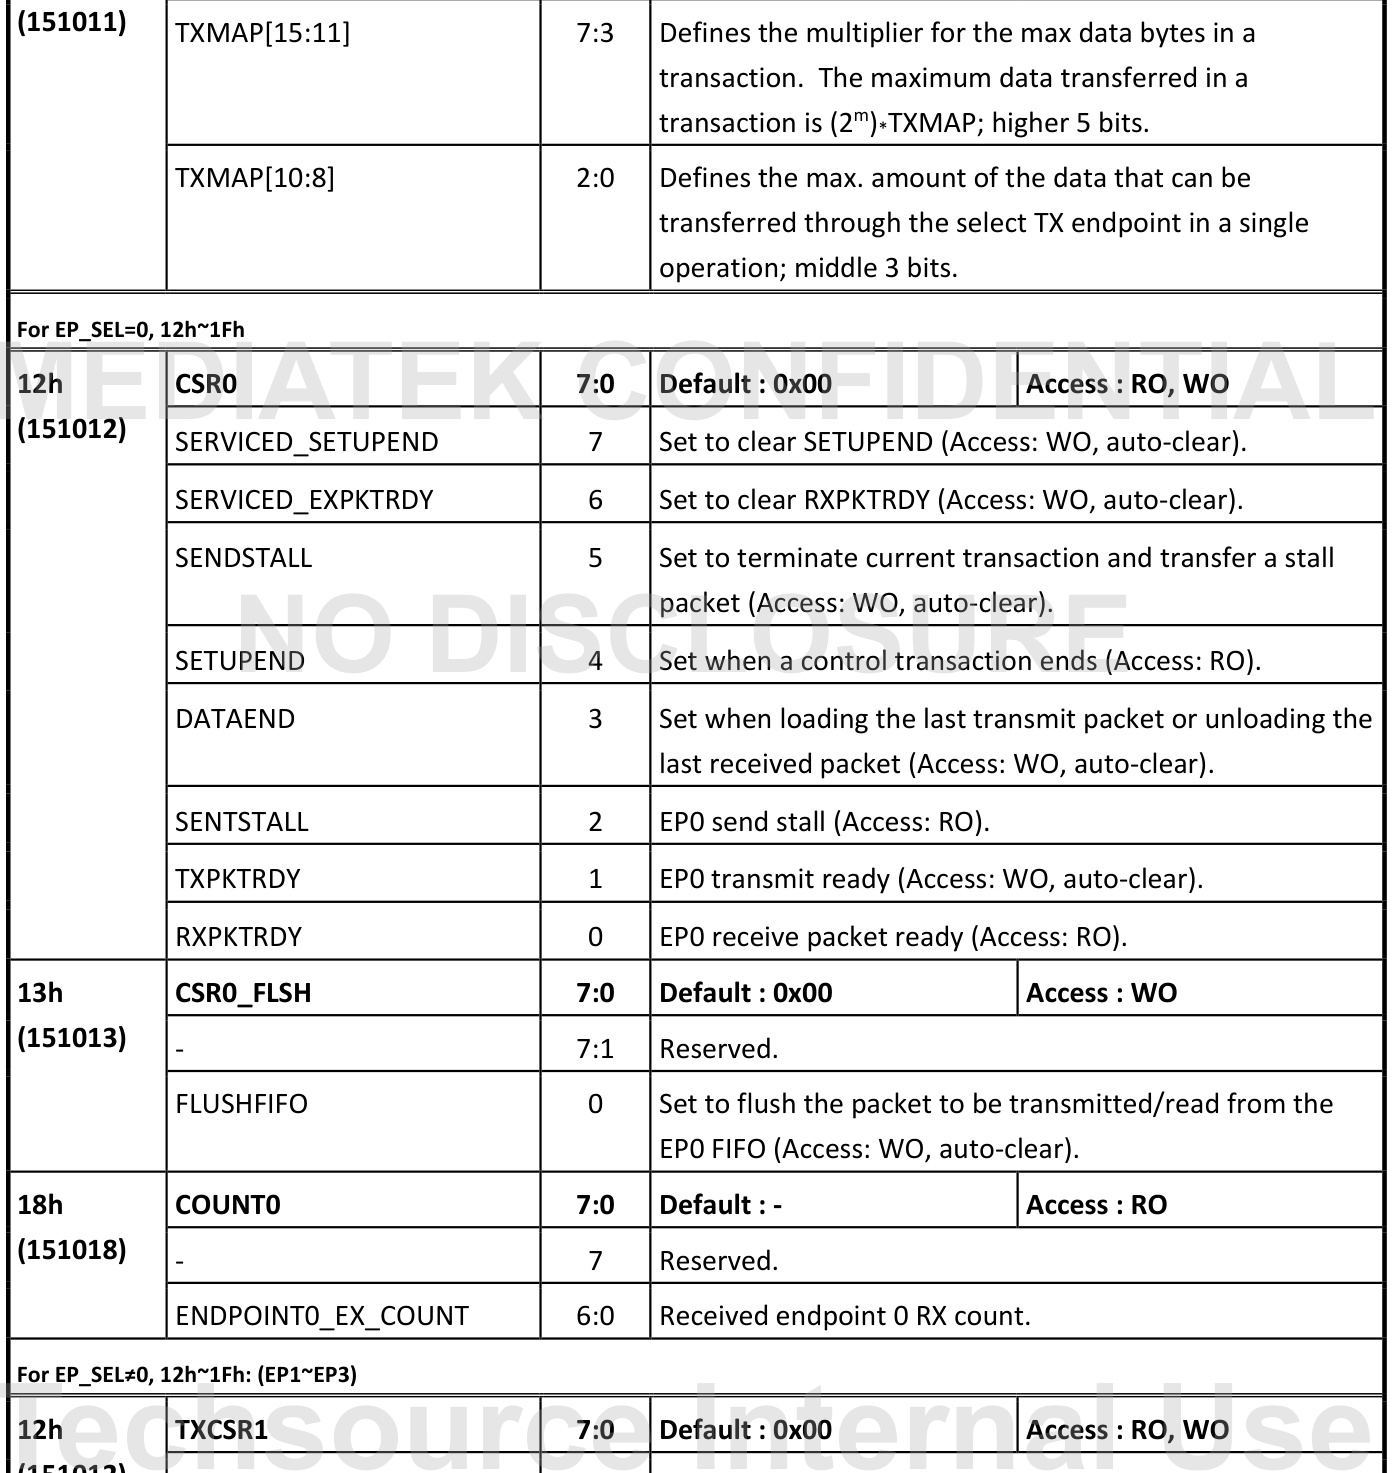 (151011)
TXMAP[15:11] 7:3 Defines the multiplier for the max data bytes in a
transaction.  The maximum data transferred in a
transaction is (2^m)*TXMAP; higher 5 bits.
TXMAP[10:8] 2:0 Defines the max. amount of the data that can be
transferred through the select TX endpoint in a single
operation; middle 3 bits.
For EP_SEL=0, 12h~1Fh
MEDIATEK CONFIDENTIAL
12h CSR0 7:0 Default : 0x00 Access : RO, WO
(151012)
SERVICED_SETUPEND 7 Set to clear SETUPEND (Access: WO, auto-clear).
SERVICED_EXPKTRDY 6 Set to clear RXPKTRDY (Access: WO, auto-clear).
SENDSTALL 5 Set to terminate current transaction and transfer a stall
packet (Access: WO, auto-clear).
NO DISCLOSURE
SETUPEND 4 Set when a control transaction ends (Access: RO).
DATAEND 3 Set when loading the last transmit packet or unloading the
last received packet (Access: WO, auto-clear).
SENTSTALL 2 EP0 send stall (Access: RO).
TXPKTRDY 1 EP0 transmit ready (Access: WO, auto-clear).
RXPKTRDY 0 EP0 receive packet ready (Access: RO).
13h CSR0_FLSH 7:0 Default : 0x00 Access : WO
(151013)
- 7:1 Reserved.
FLUSHFIFO 0 Set to flush the packet to be transmitted/read from the
EP0 FIFO (Access: WO, auto-clear).
18h COUNT0 7:0 Default : - Access : RO
(151018)
- 7 Reserved.
ENDPOINT0_EX_COUNT 6:0 Received endpoint 0 RX count.
For EP_SEL≠0, 12h~1Fh: (EP1~EP3)
Techsource Internal Use
12h TXCSR1 7:0 Default : 0x00 Access : RO, WO